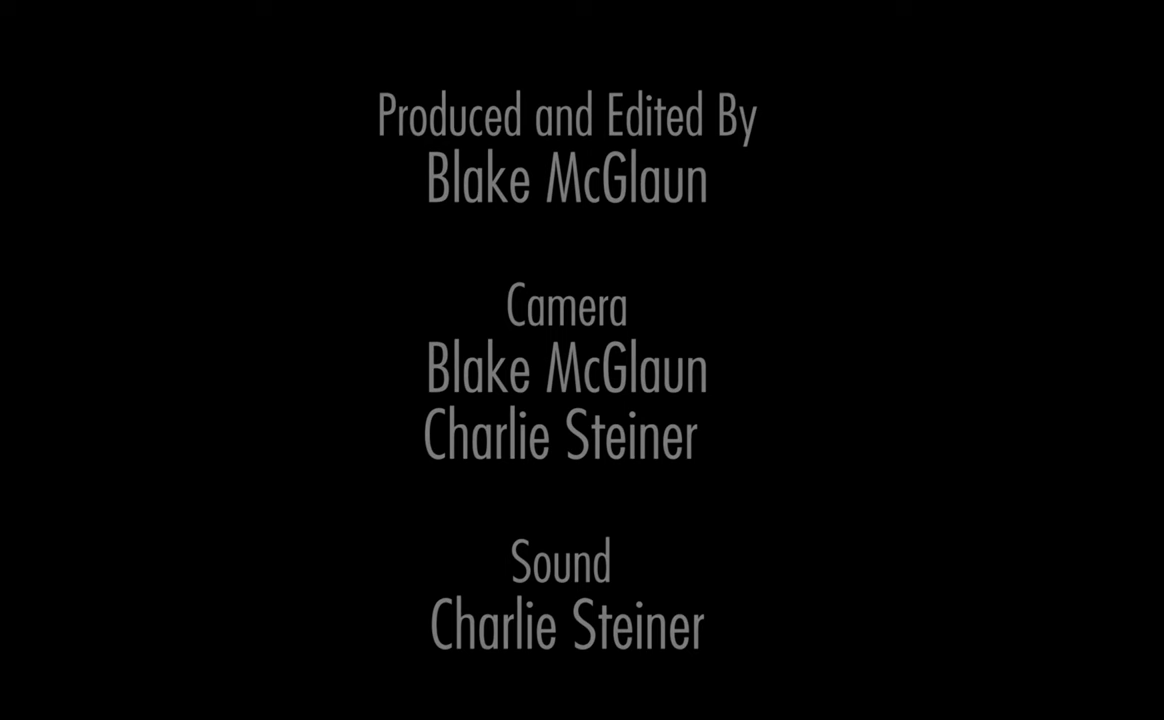 Produced and Edited By
Blake McGlaun
Camera
Blake McGlaun
Charlie Steiner
Sound
Charlie Steiner